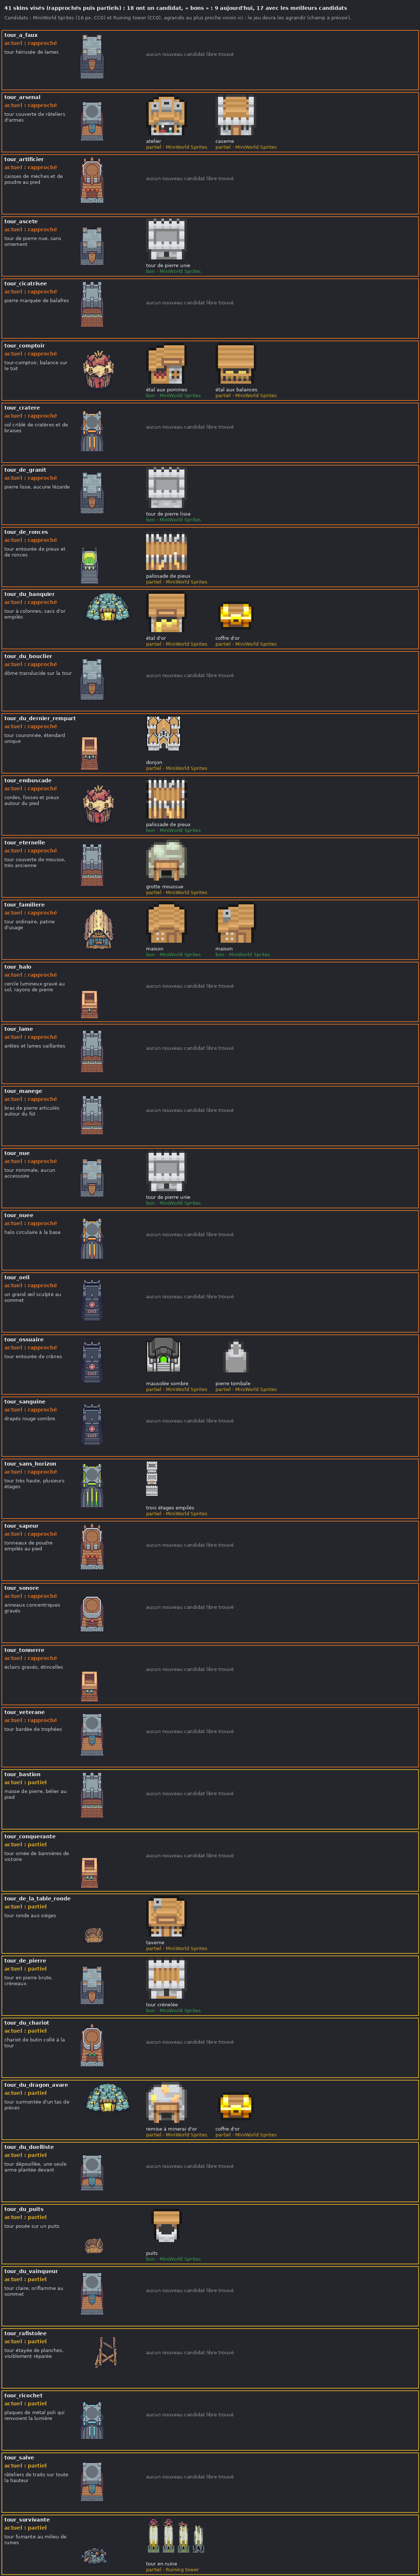 41 skins visés (rapprochés puis partiels) : 18 ont un candidat, « bons » : 9 aujourd'hui, 17 avec les meilleurs candidats
Candidats : MiniWorld Sprites (16 px, CC0) et Ruining tower (CC0), agrandis au plus proche voisin ici ; le jeu devra les agrandir (champ à prévoir).
tour_a_faux
actuel : rapproché
tour hérissée de lames
aucun nouveau candidat libre trouvé
tour_arsenal
actuel : rapproché
tour couverte de râteliers
d'armes
atelier
partiel · MiniWorld Sprites
caserne
partiel · MiniWorld Sprites
tour_artificier
actuel : rapproché
caisses de mèches et de
poudre au pied
aucun nouveau candidat libre trouvé
tour_ascete
actuel : rapproché
tour de pierre nue, sans
ornement
tour de pierre unie
bon · MiniWorld Sprites
tour_cicatrisee
actuel : rapproché
pierre marquée de balafres
aucun nouveau candidat libre trouvé
tour_comptoir
actuel : rapproché
tour-comptoir, balance sur
le toit
étal aux pommes
bon · MiniWorld Sprites
étal aux balances
partiel · MiniWorld Sprites
tour_cratere
actuel : rapproché
sol criblé de cratères et de
braises
aucun nouveau candidat libre trouvé
tour_de_granit
actuel : rapproché
pierre lisse, aucune lézarde
tour de pierre lisse
bon · MiniWorld Sprites
tour_de_ronces
actuel : rapproché
tour entourée de pieux et
de ronces
palissade de pieux
partiel · MiniWorld Sprites
tour_du_banquier
actuel : rapproché
tour à colonnes, sacs d'or
empilés
étal d'or
partiel · MiniWorld Sprites
coffre d'or
partiel · MiniWorld Sprites
tour_du_bouclier
actuel : rapproché
dôme translucide sur la tour
aucun nouveau candidat libre trouvé
tour_du_dernier_rempart
actuel : rapproché
tour couronnée, étendard
unique
donjon
partiel · MiniWorld Sprites
tour_embuscade
actuel : rapproché
cordes, fosses et pieux
autour du pied
palissade de pieux
bon · MiniWorld Sprites
tour_eternelle
actuel : rapproché
tour couverte de mousse,
très ancienne
grotte moussue
partiel · MiniWorld Sprites
tour_familiere
actuel : rapproché
tour ordinaire, patine
d'usage
maison
bon · MiniWorld Sprites
maison
bon · MiniWorld Sprites
tour_halo
actuel : rapproché
cercle lumineux gravé au
sol, rayons de pierre
aucun nouveau candidat libre trouvé
tour_lame
actuel : rapproché
arêtes et lames saillantes
aucun nouveau candidat libre trouvé
tour_manege
actuel : rapproché
bras de pierre articulés
autour du fût
aucun nouveau candidat libre trouvé
tour_nue
actuel : rapproché
tour minimale, aucun
accessoire
tour de pierre unie
bon · MiniWorld Sprites
tour_nuee
actuel : rapproché
halo circulaire à la base
aucun nouveau candidat libre trouvé
tour_oeil
actuel : rapproché
un grand œil sculpté au
sommet
aucun nouveau candidat libre trouvé
tour_ossuaire
actuel : rapproché
tour entourée de crânes
mausolée sombre
partiel · MiniWorld Sprites
pierre tombale
partiel · MiniWorld Sprites
tour_sanguine
actuel : rapproché
drapés rouge sombre
aucun nouveau candidat libre trouvé
tour_sans_horizon
actuel : rapproché
tour très haute, plusieurs
étages
trois étages empilés
partiel · MiniWorld Sprites
tour_sapeur
actuel : rapproché
tonneaux de poudre
empilés au pied
aucun nouveau candidat libre trouvé
tour_sonore
actuel : rapproché
anneaux concentriques
gravés
aucun nouveau candidat libre trouvé
tour_tonnerre
actuel : rapproché
éclairs gravés, étincelles
aucun nouveau candidat libre trouvé
tour_veterane
actuel : rapproché
tour bardée de trophées
aucun nouveau candidat libre trouvé
tour_bastion
actuel : partiel
masse de pierre, bélier au
pied
aucun nouveau candidat libre trouvé
tour_conquerante
actuel : partiel
tour ornée de bannières de
victoire
aucun nouveau candidat libre trouvé
tour_de_la_table_ronde
actuel : partiel
tour ronde aux sièges
taverne
partiel · MiniWorld Sprites
tour_de_pierre
actuel : partiel
tour en pierre brute,
créneaux
tour crénelée
bon · MiniWorld Sprites
tour_du_chariot
actuel : partiel
chariot de butin collé à la
tour
aucun nouveau candidat libre trouvé
tour_du_dragon_avare
actuel : partiel
tour surmontée d'un tas de
pièces
remise à minerai d'or
partiel · MiniWorld Sprites
coffre d'or
partiel · MiniWorld Sprites
tour_du_duelliste
actuel : partiel
tour dépouillée, une seule
arme plantée devant
aucun nouveau candidat libre trouvé
tour_du_puits
actuel : partiel
tour posée sur un puits
puits
bon · MiniWorld Sprites
tour_du_vainqueur
actuel : partiel
tour claire, oriflamme au
sommet
aucun nouveau candidat libre trouvé
tour_rafistolee
actuel : partiel
tour étayée de planches,
visiblement réparée
aucun nouveau candidat libre trouvé
tour_ricochet
actuel : partiel
plaques de métal poli qui
renvoient la lumière
aucun nouveau candidat libre trouvé
tour_salve
actuel : partiel
râteliers de traits sur toute
la hauteur
aucun nouveau candidat libre trouvé
tour_survivante
actuel : partiel
tour fumante au milieu de
ruines
tour en ruine
partiel · Ruining tower